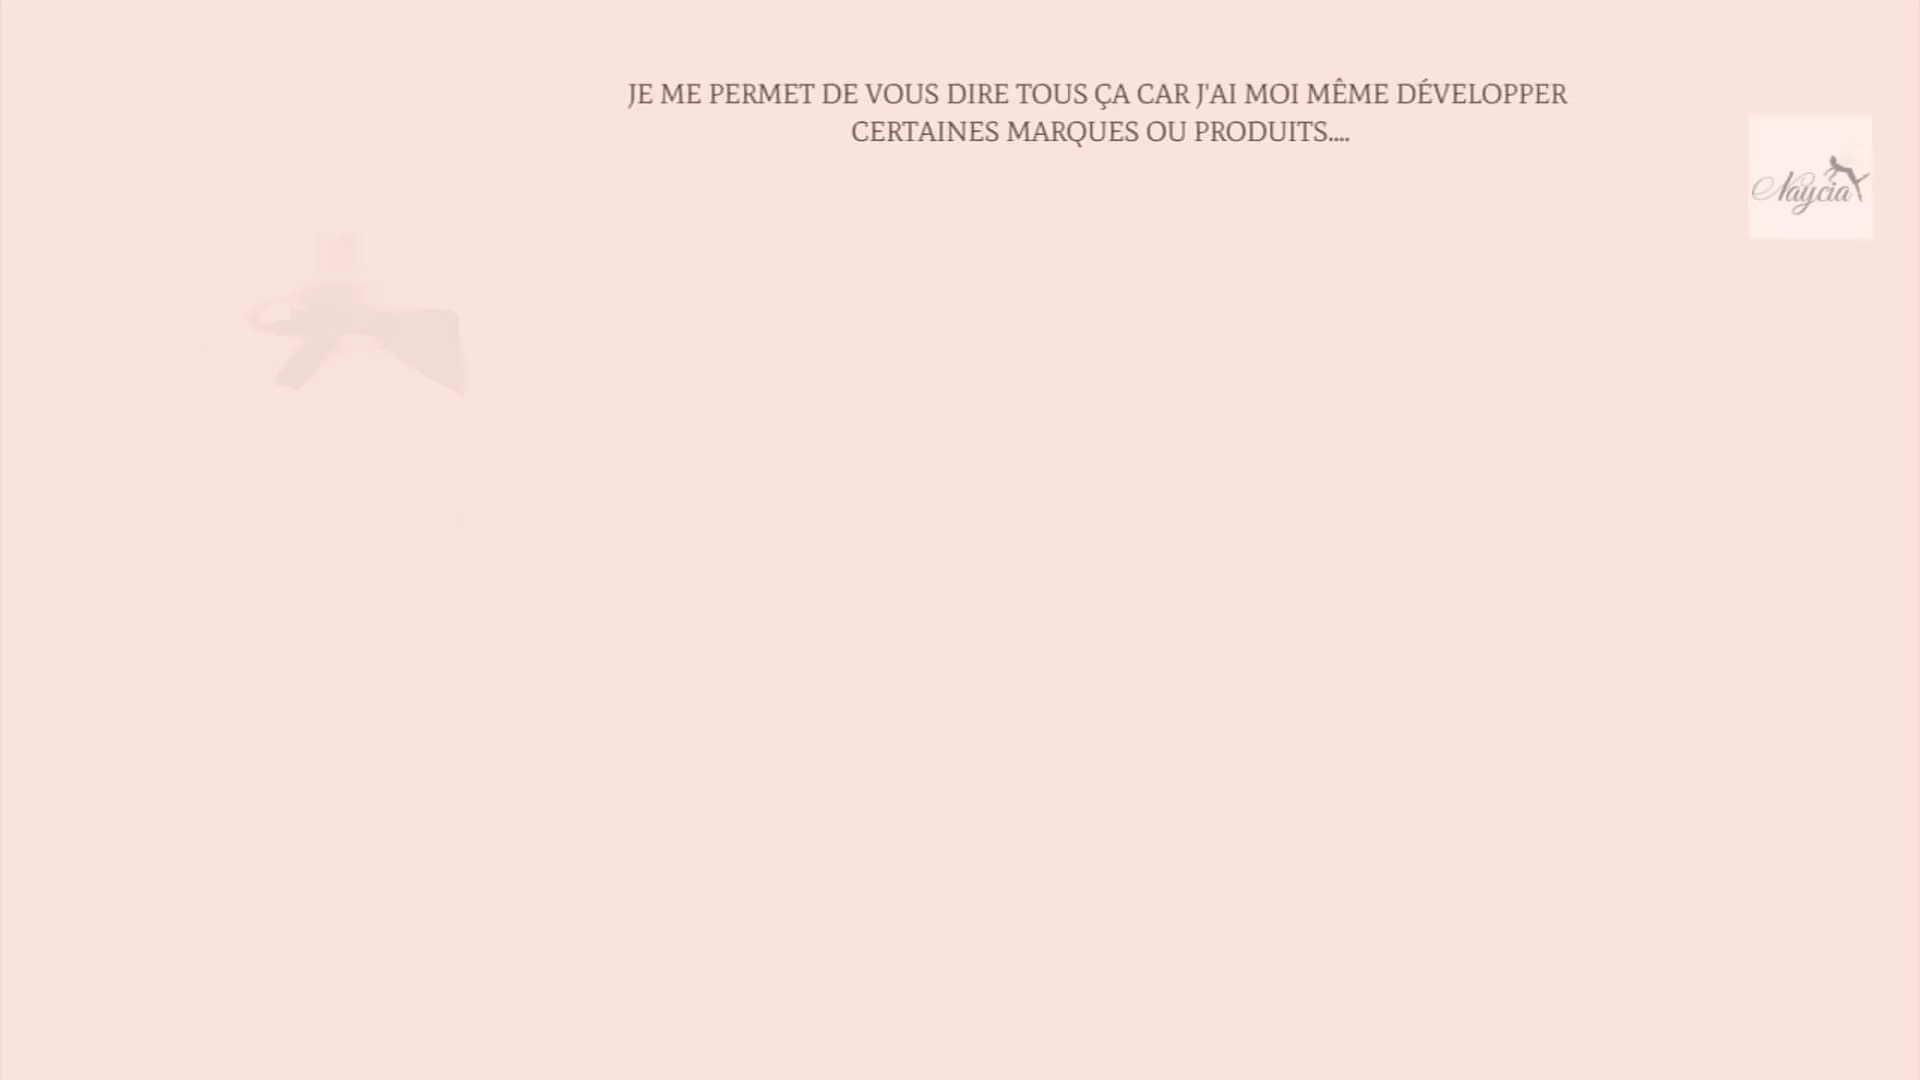 JE ME PERMET DE VOUS DIRE TOUS ÇA CAR J'AI MOI MÊME DÉVELOPPER
CERTAINES MARQUES OU PRODUITS....
Naycia